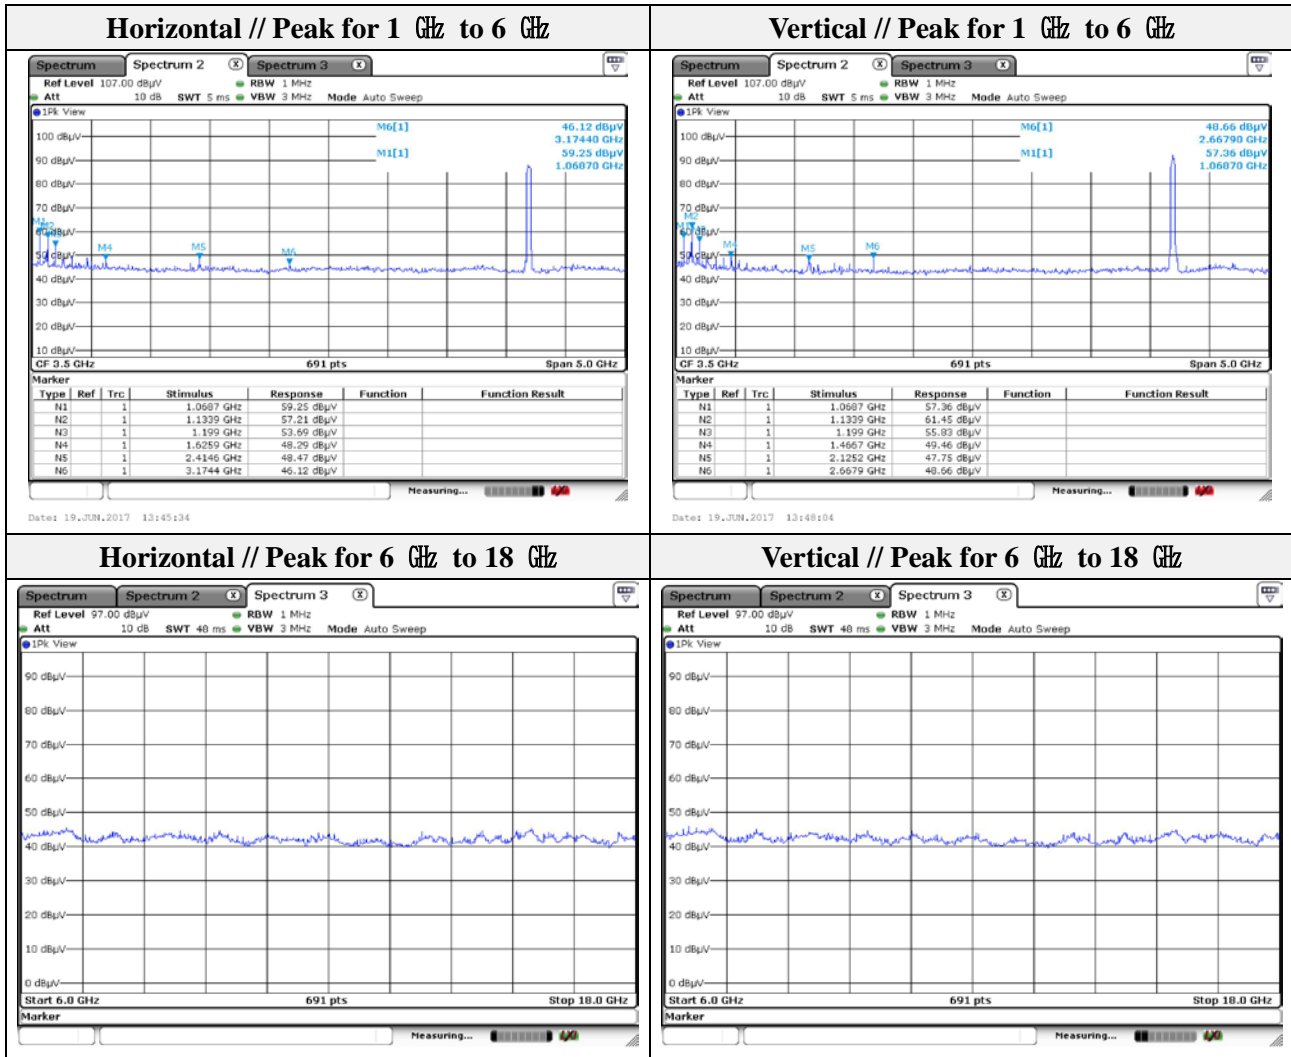 Horizontal // Peak for 1 ㎓ to 6 ㎓
Spectrum Spectrum 2 Spectrum 3
Ref Level 107.00 dBµV RBW 1 MHz
Att 10 dB SWT 5 ms VBW 3 MHz Mode Auto Sweep
1Pk View
M6[1] 46.12 dBµV
3.17440 GHz
M1[1] 59.25 dBµV
1.06870 GHz
100 dBµV
90 dBµV
80 dBµV
70 dBµV
60 dBµV
50 dBµV
40 dBµV
30 dBµV
20 dBµV
10 dBµV
M2
M4 M5 M6
CF 3.5 GHz 691 pts Span 5.0 GHz
Marker
Type Ref Trc Stimulus Response Function Function Result
N1 1 1.0687 GHz 59.25 dBµV
N2 1 1.1339 GHz 57.21 dBµV
N3 1 1.199 GHz 53.69 dBµV
N4 1 1.6259 GHz 48.29 dBµV
N5 1 2.4146 GHz 48.47 dBµV
N6 1 3.1744 GHz 46.12 dBµV
Measuring...
Date: 19.JUN.2017 13:45:34
Vertical // Peak for 1 ㎓ to 6 ㎓
Spectrum Spectrum 2 Spectrum 3
Ref Level 107.00 dBµV RBW 1 MHz
Att 10 dB SWT 5 ms VBW 3 MHz Mode Auto Sweep
1Pk View
M6[1] 48.66 dBµV
2.66790 GHz
M1[1] 57.36 dBµV
1.06870 GHz
100 dBµV
90 dBµV
80 dBµV
70 dBµV
60 dBµV
50 dBµV
40 dBµV
30 dBµV
20 dBµV
10 dBµV
M2
M4 M5 M6
CF 3.5 GHz 691 pts Span 5.0 GHz
Marker
Type Ref Trc Stimulus Response Function Function Result
N1 1 1.0687 GHz 57.36 dBµV
N2 1 1.1339 GHz 61.45 dBµV
N3 1 1.199 GHz 55.83 dBµV
N4 1 1.4667 GHz 49.46 dBµV
N5 1 2.1252 GHz 47.75 dBµV
N6 1 2.6679 GHz 48.66 dBµV
Measuring...
Date: 19.JUN.2017 13:48:04
Horizontal // Peak for 6 ㎓ to 18 ㎓
Spectrum Spectrum 2 Spectrum 3
Ref Level 97.00 dBµV RBW 1 MHz
Att 10 dB SWT 48 ms VBW 3 MHz Mode Auto Sweep
1Pk View
90 dBµV
80 dBµV
70 dBµV
60 dBµV
50 dBµV
40 dBµV
30 dBµV
20 dBµV
10 dBµV
0 dBµV
Start 6.0 GHz 691 pts Stop 18.0 GHz
Marker
Measuring...
Vertical // Peak for 6 ㎓ to 18 ㎓
Spectrum Spectrum 2 Spectrum 3
Ref Level 97.00 dBµV RBW 1 MHz
Att 10 dB SWT 48 ms VBW 3 MHz Mode Auto Sweep
1Pk View
90 dBµV
80 dBµV
70 dBµV
60 dBµV
50 dBµV
40 dBµV
30 dBµV
20 dBµV
10 dBµV
0 dBµV
Start 6.0 GHz 691 pts Stop 18.0 GHz
Marker
Measuring...